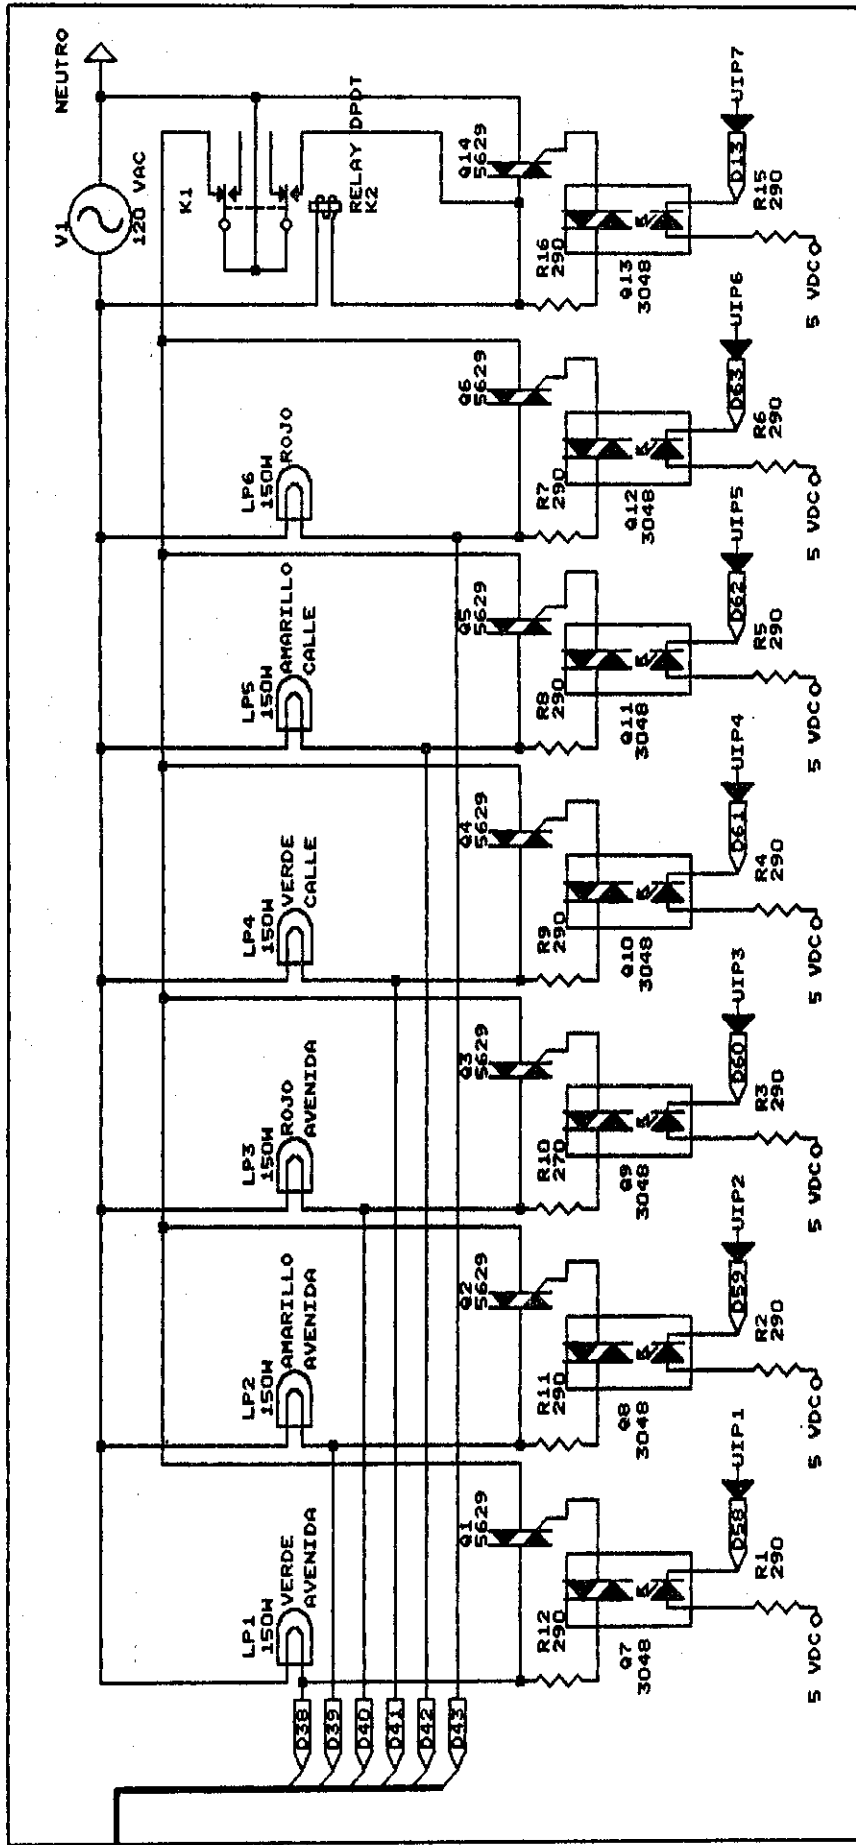 V1
120 VAC
NEUTRO
K1
RELAY DPDT
K2
LP1
150W
VERDE
AVENIDA
LP2
150W
AMARILLO
AVENIDA
LP3
150W
ROJO
AVENIDA
LP4
150W
VERDE
CALLE
LP5
150W
AMARILLO
CALLE
LP6
150W
ROJO
D38
D39
D40
D41
D42
D43
Q1
5629
Q2
5629
Q3
5629
Q4
5629
Q5
5629
Q6
5629
Q14
5629
R12
290
R11
290
R10
270
R9
290
R8
290
R7
290
R16
290
Q7
3048
Q8
3048
Q9
3048
Q10
3048
Q11
3048
Q12
3048
Q13
3048
D58
UIP1
D59
UIP2
D60
UIP3
D61
UIP4
D62
UIP5
D63
UIP6
D13
UIP7
R1
290
R2
290
R3
290
R4
290
R5
290
R6
290
R15
290
5 VDC
5 VDC
5 VDC
5 VDC
5 VDC
5 VDC
5 VDC